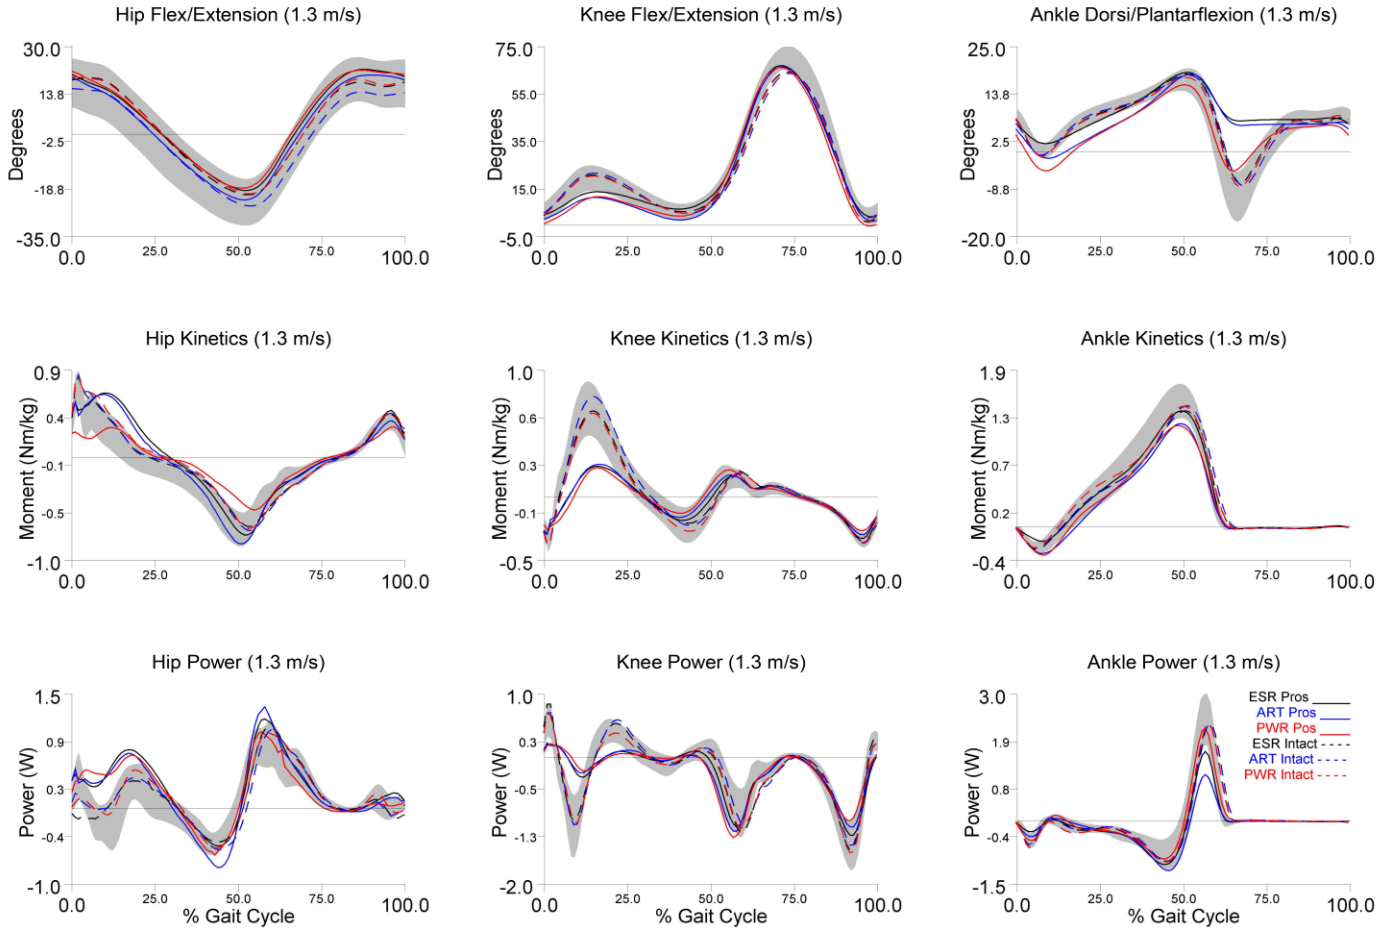 Hip Flex/Extension (1.3 m/s)
30.0
13.8
-2.5
-18.8
-35.0
Degrees
0.0 25.0 50.0 75.0 100.0
Knee Flex/Extension (1.3 m/s)
75.0
55.0
35.0
15.0
-5.0
Degrees
0.0 25.0 50.0 75.0 100.0
Ankle Dorsi/Plantarflexion (1.3 m/s)
25.0
13.8
2.5
-8.8
-20.0
Degrees
0.0 25.0 50.0 75.0 100.0
Hip Kinetics (1.3 m/s)
0.9
0.4
-0.1
-0.5
-1.0
Moment (Nm/kg)
0.0 25.0 50.0 75.0 100.0
Knee Kinetics (1.3 m/s)
1.0
0.6
0.3
-0.1
-0.5
Moment (Nm/kg)
0.0 25.0 50.0 75.0 100.0
Ankle Kinetics (1.3 m/s)
1.9
1.3
0.7
0.2
-0.4
Moment (Nm/kg)
0.0 25.0 50.0 75.0 100.0
Hip Power (1.3 m/s)
1.5
0.9
0.3
-0.4
-1.0
Power (W)
0.0 25.0 50.0 75.0 100.0
% Gait Cycle
Knee Power (1.3 m/s)
1.0
0.3
-0.5
-1.3
-2.0
Power (W)
0.0 25.0 50.0 75.0 100.0
% Gait Cycle
Ankle Power (1.3 m/s)
3.0
1.9
0.8
-0.4
-1.5
Power (W)
ESR Pros
ART Pros
PWR Pos
ESR Intact
ART Intact
PWR Intact
0.0 25.0 50.0 75.0 100.0
% Gait Cycle